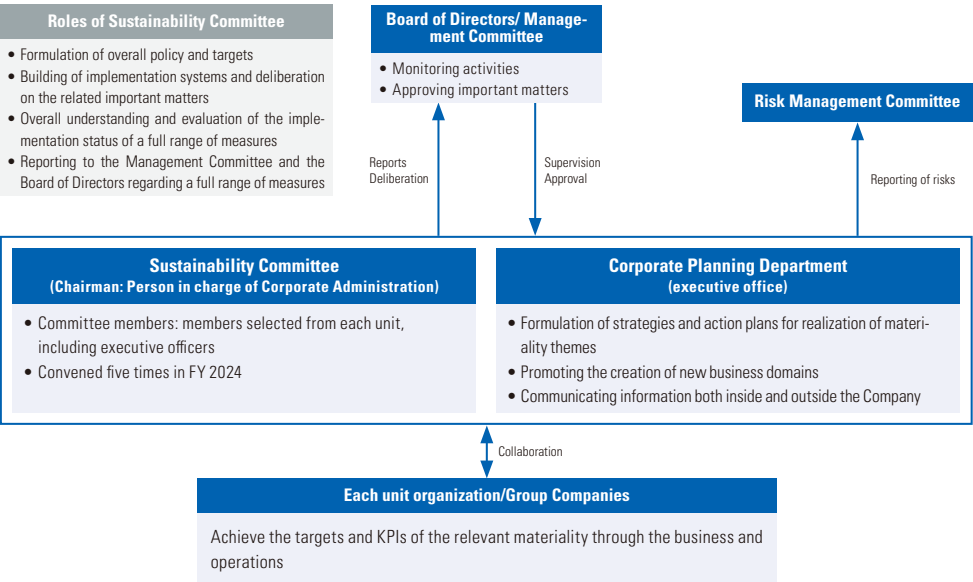 Roles of Sustainability Committee
• Formulation of overall policy and targets
• Building of implementation systems and deliberation
on the related important matters
• Overall understanding and evaluation of the imple-
mentation status of a full range of measures
• Reporting to the Management Committee and the
Board of Directors regarding a full range of measures
Board of Directors/ Manage-
ment Committee
• Monitoring activities
• Approving important matters
Risk Management Committee
Reports
Deliberation
Supervision
Approval
Reporting of risks
Sustainability Committee
(Chairman: Person in charge of Corporate Administration)
• Committee members: members selected from each unit,
including executive officers
• Convened five times in FY 2024
Corporate Planning Department
(executive office)
• Formulation of strategies and action plans for realization of materi-
ality themes
• Promoting the creation of new business domains
• Communicating information both inside and outside the Company
Collaboration
Each unit organization/Group Companies
Achieve the targets and KPIs of the relevant materiality through the business and
operations